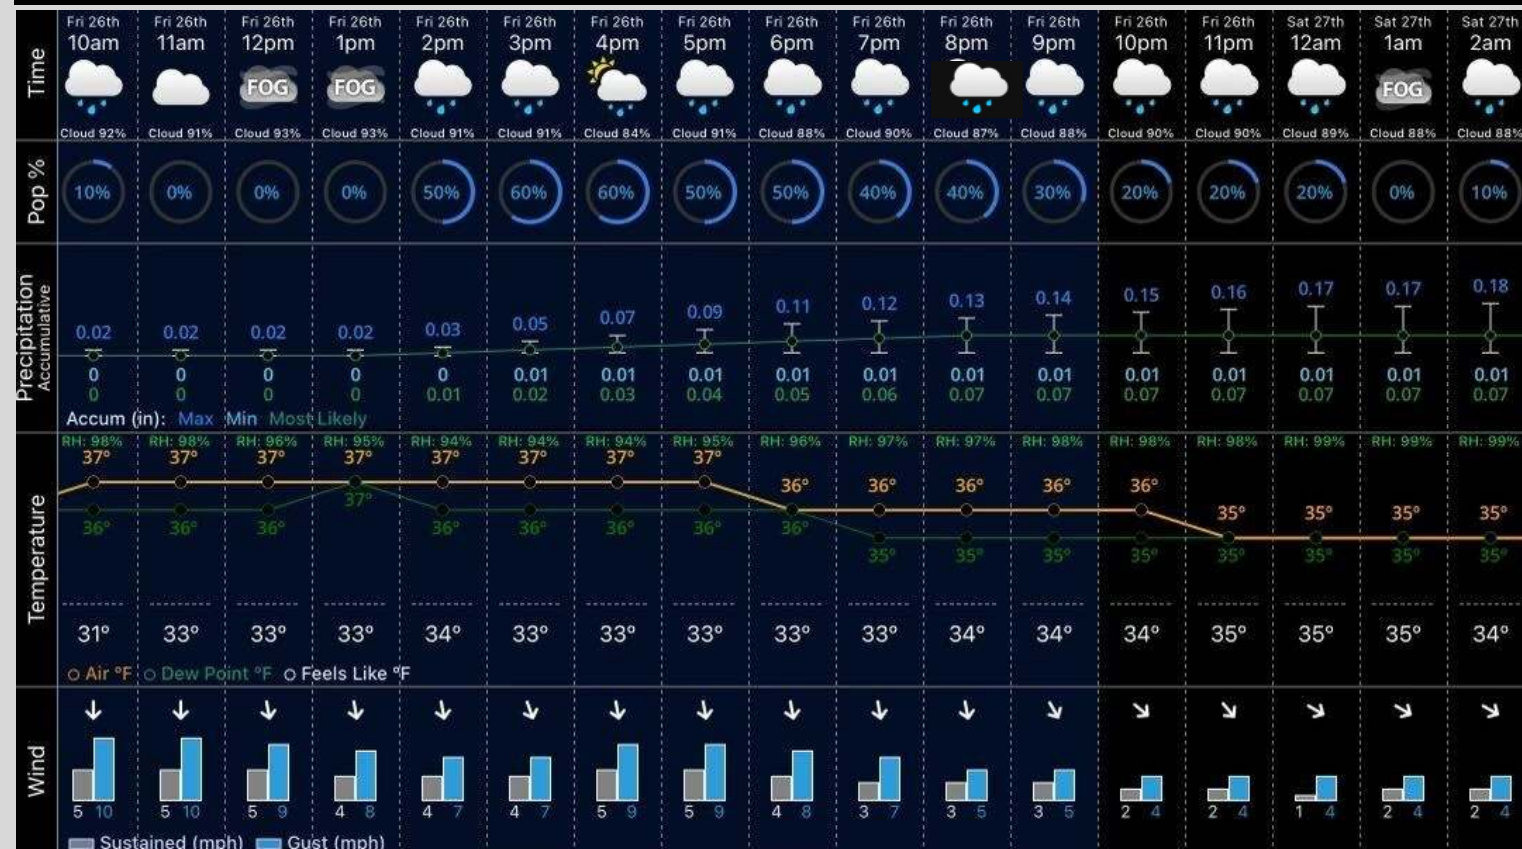 Time
Fri 26th Fri 26th Fri 26th Fri 26th Fri 26th Fri 26th Fri 26th Fri 26th Fri 26th Fri 26th Fri 26th Fri 26th Fri 26th Fri 26th Sat 27th Sat 27th Sat 27th
10am 11am 12pm 1pm 2pm 3pm 4pm 5pm 6pm 7pm 8pm 9pm 10pm 11pm 12am 1am 2am
FOG FOG FOG
Cloud 92% Cloud 91% Cloud 93% Cloud 93% Cloud 91% Cloud 91% Cloud 84% Cloud 91% Cloud 88% Cloud 90% Cloud 87% Cloud 88% Cloud 90% Cloud 90% Cloud 89% Cloud 88% Cloud 88%
Pop %
10% 0% 0% 0% 50% 60% 60% 50% 50% 40% 40% 30% 20% 20% 20% 0% 10%
Precipitation
Accumulative
0.02 0.02 0.02 0.02 0.03 0.05 0.07 0.09 0.11 0.12 0.13 0.14 0.15 0.16 0.17 0.17 0.18
0 0 0 0 0 0.01 0.01 0.01 0.01 0.01 0.01 0.01 0.01 0.01 0.01 0.01 0.01
0 0 0 0 0.01 0.02 0.03 0.04 0.05 0.06 0.07 0.07 0.07 0.07 0.07 0.07 0.07
Accum (in): Max Min Most Likely
Temperature
RH: 98% RH: 98% RH: 96% RH: 95% RH: 94% RH: 94% RH: 94% RH: 95% RH: 96% RH: 97% RH: 97% RH: 98% RH: 98% RH: 98% RH: 99% RH: 99% RH: 99%
37° 37° 37° 37° 37° 37° 37° 37° 36° 36° 36° 36° 36° 35° 35° 35° 35°
36° 36° 36° 37° 36° 36° 36° 36° 36° 35° 35° 35° 35° 35° 35° 35° 35°
31° 33° 33° 33° 34° 33° 33° 33° 33° 33° 34° 34° 34° 35° 35° 35° 34°
Air °F Dew Point °F Feels Like °F
Wind
5 10 5 10 5 9 4 8 4 7 4 7 5 9 5 9 4 8 3 7 3 5 3 5 2 4 2 4 1 4 2 4 2 4
Sustained (mph) Gust (mph)